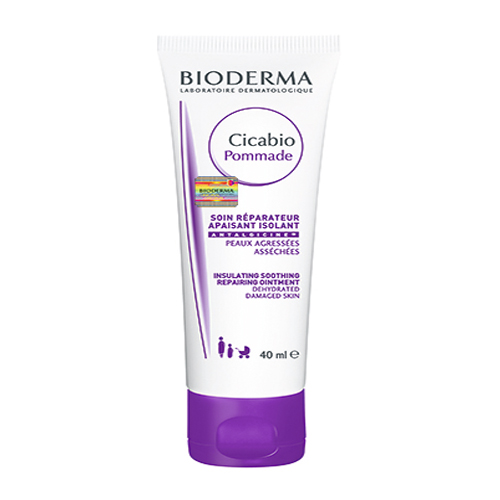 BIODERMA
LABORATOIRE DERMATOLOGIQUE
Cicabio
Pommade
BIODERMA
SOIN RÉPARATEUR
APAISANT ISOLANT
ANTALGICINE
PEAUX AGRESSÉES
ASSÉCHÉES
INSULATING SOOTHING
REPAIRING OINTMENT
DEHYDRATED
DAMAGED SKIN
40 ml e